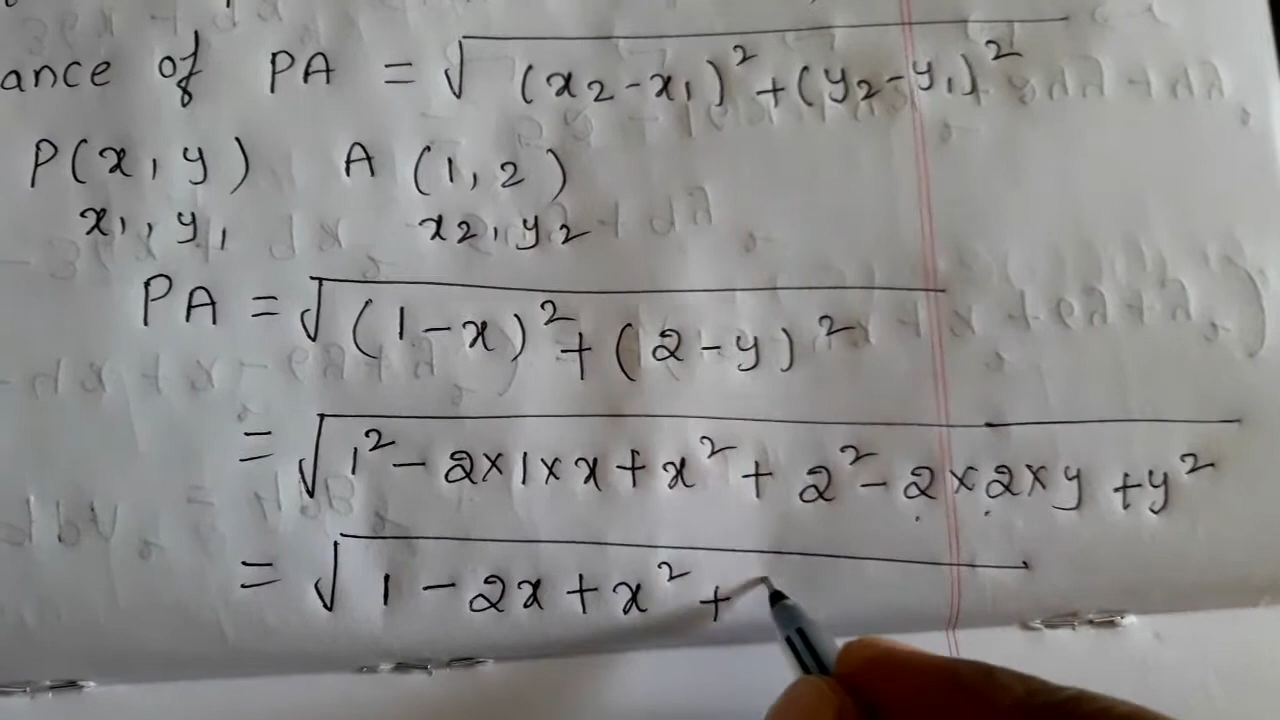 ance of PA = √(x₂-x₁)²+(y₂-y₁)²
P(x,y) A (1,2)
x₁,y₁ x₂,y₂
PA = √(1-x)²+(2-y)²
= √1²-2×1×x+x²+2²-2×2×y+y²
= √1-2x+x²+